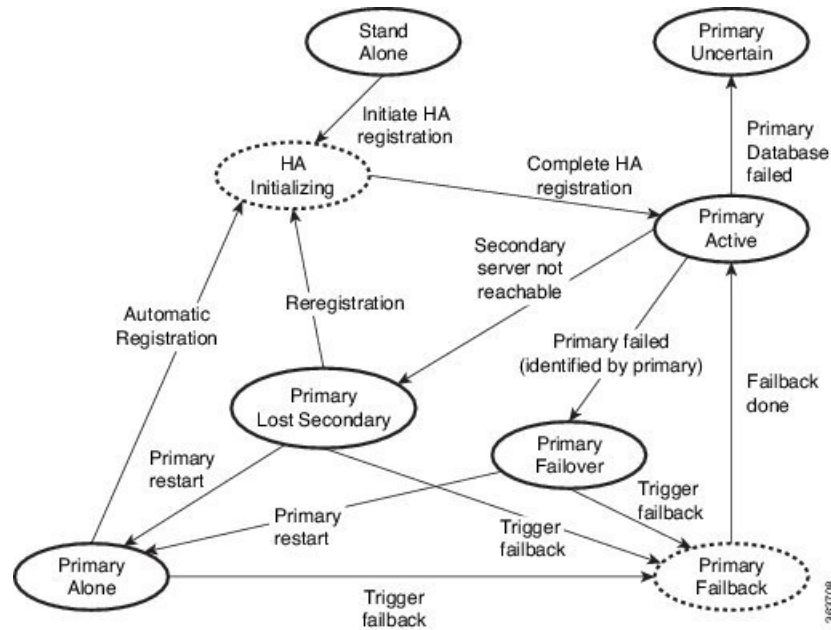 Stand
Alone
Primary
Uncertain
Initiate HA
registration
Primary
Database
failed
HA
Initializing
Complete HA
registration
Primary
Active
Secondary
server not
reachable
Automatic
Registration
Reregistration
Primary failed
(identified by primary)
Failback
done
Primary
Lost Secondary
Primary
Failover
Primary
restart
Primary
restart
Trigger
failback
Trigger
failback
Primary
Alone
Primary
Failback
Trigger
failback